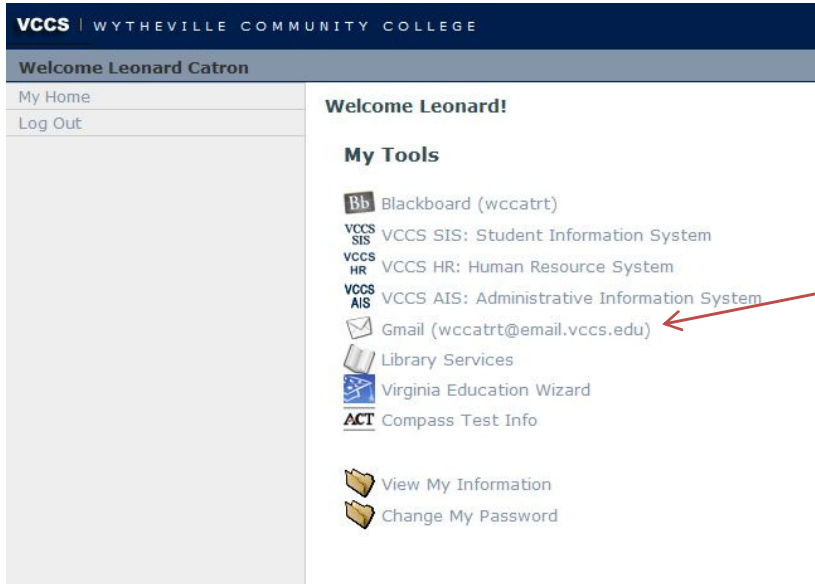 VCCS | WYTHEVILLE COMMUNITY COLLEGE
Welcome Leonard Catron
My Home
Log Out
Welcome Leonard!
My Tools
Bb Blackboard (wccatrt)
VCCS SIS VCCS SIS: Student Information System
VCCS HR VCCS HR: Human Resource System
VCCS AIS VCCS AIS: Administrative Information System
Gmail (wccatrt@email.vccs.edu)
Library Services
Virginia Education Wizard
ACT Compass Test Info
View My Information
Change My Password